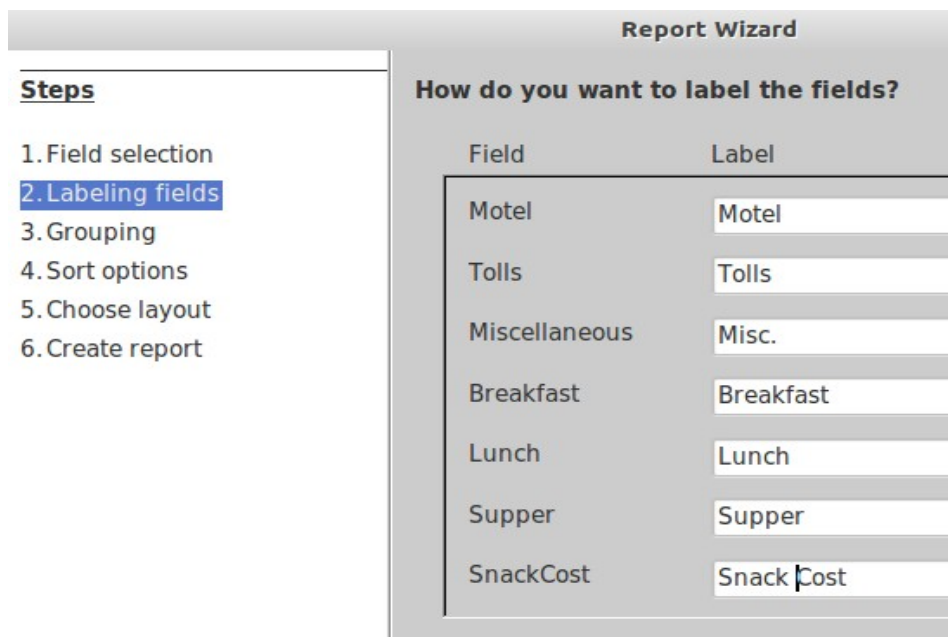 Report Wizard
Steps
1. Field selection
2. Labeling fields
3. Grouping
4. Sort options
5. Choose layout
6. Create report
How do you want to label the fields?
Field Label
Motel Motel
Tolls Tolls
Miscellaneous Misc.
Breakfast Breakfast
Lunch Lunch
Supper Supper
SnackCost Snack Cost